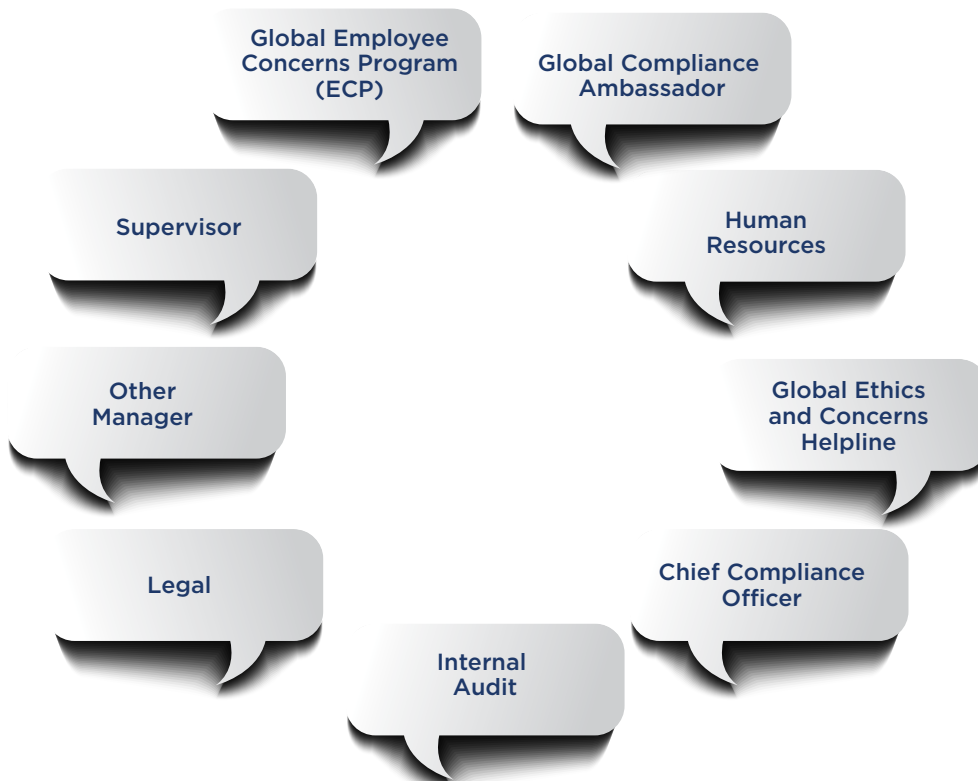 Global Employee
Concerns Program
(ECP)
Global Compliance
Ambassador
Supervisor
Human
Resources
Other
Manager
Global Ethics
and Concerns
Helpline
Legal
Chief Compliance
Officer
Internal
Audit